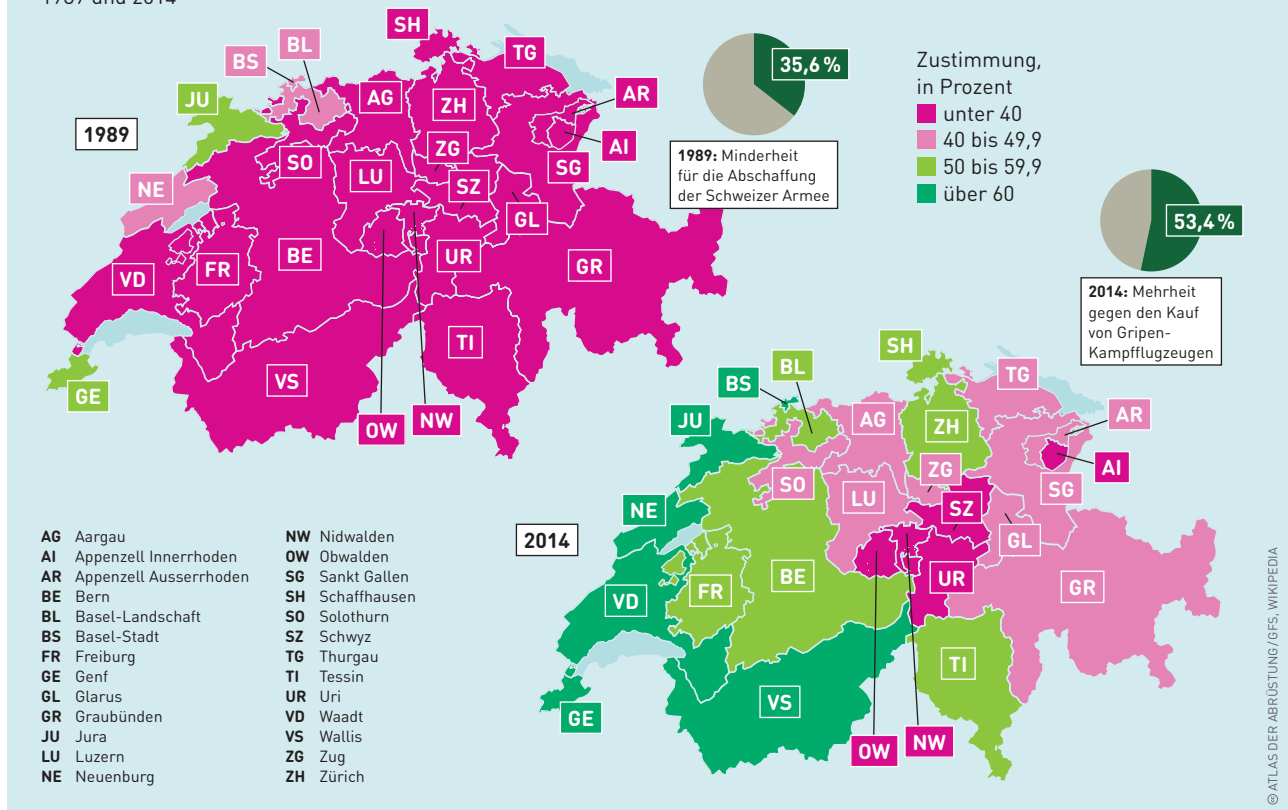 1989 und 2014
SH
BL
TG
BS
AG
ZH
JU
AR
1989
AI
ZG
SO
LU
SG
SZ
NE
GL
BE
UR
FR
GR
VD
TI
VS
GE
OW
NW
35,6 %
1989: Minderheit
für die Abschaffung
der Schweizer Armee
Zustimmung,
in Prozent
unter 40
40 bis 49,9
50 bis 59,9
über 60
53,4 %
2014: Mehrheit
gegen den Kauf
von Gripen-
Kampfflugzeugen
SH
BL
BS
TG
JU
AG
ZH
AR
ZG
AI
SO
LU
SG
NE
SZ
2014
GL
BE
UR
FR
GR
VD
TI
VS
GE
OW
NW
AG Aargau
AI Appenzell Innerrhoden
AR Appenzell Ausserrhoden
BE Bern
BL Basel-Landschaft
BS Basel-Stadt
FR Freiburg
GE Genf
GL Glarus
GR Graubünden
JU Jura
LU Luzern
NE Neuenburg
NW Nidwalden
OW Obwalden
SG Sankt Gallen
SH Schaffhausen
SO Solothurn
SZ Schwyz
TG Thurgau
TI Tessin
UR Uri
VD Waadt
VS Wallis
ZG Zug
ZH Zürich
© ATLAS DER ABRÜSTUNG / GFS, WIKIPEDIA